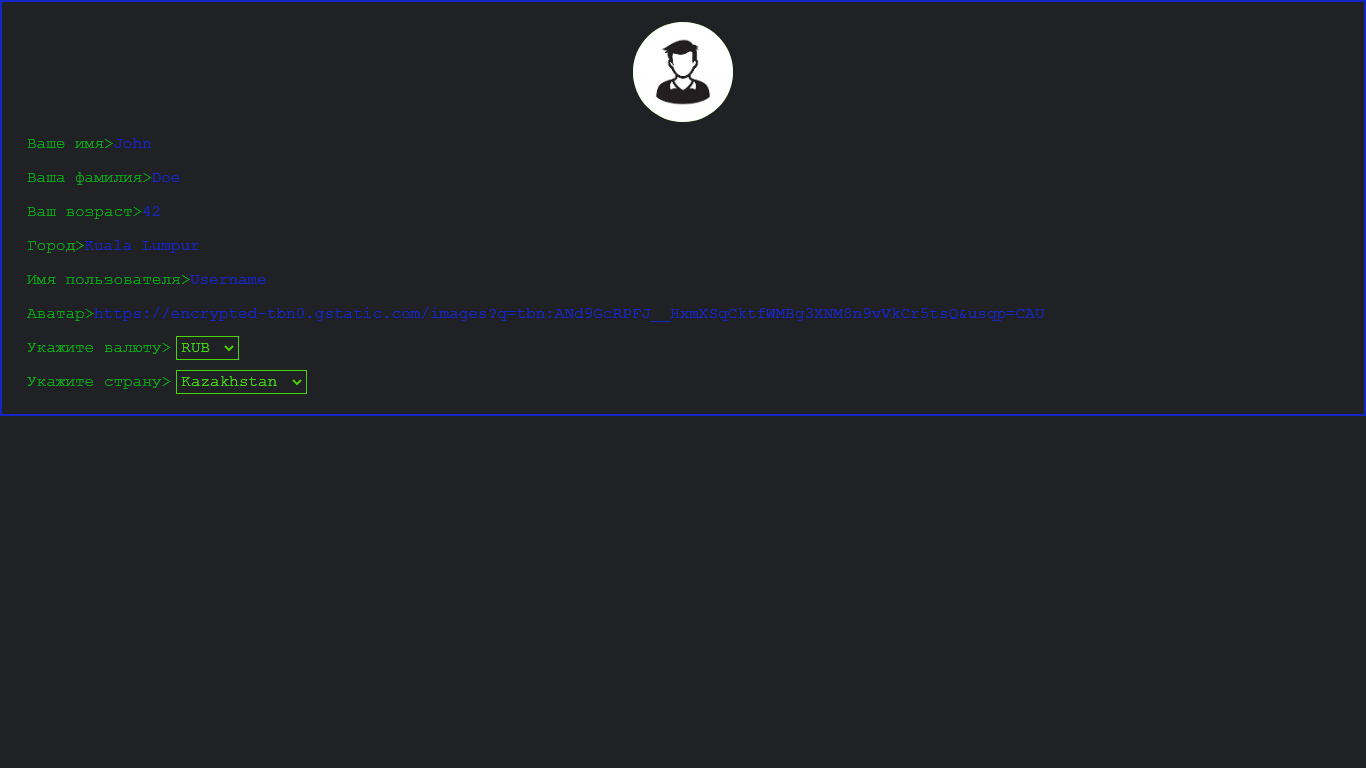 Ваше имя>John
Ваша фамилия>Doe
Ваш возраст>42
Город>Kuala Lumpur
Имя пользователя>Username
Аватар>https://encrypted-tbn0.gstatic.com/images?q=tbn:ANd9GcRPFJ__HxmXSqCktfWMBg3XNM8n9vVkCr5tsQ&usqp=CAU
Укажите валюту> RUB
Укажите страну> Kazakhstan